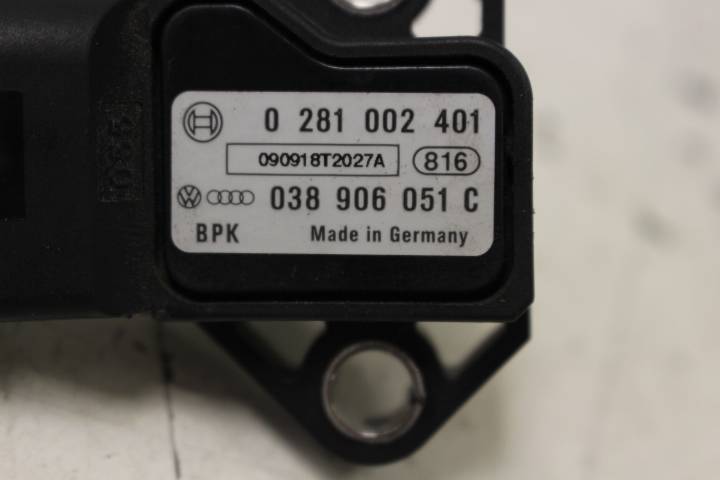 0 281 002 401
090918T2027A 816
038 906 051 C
BPK Made in Germany